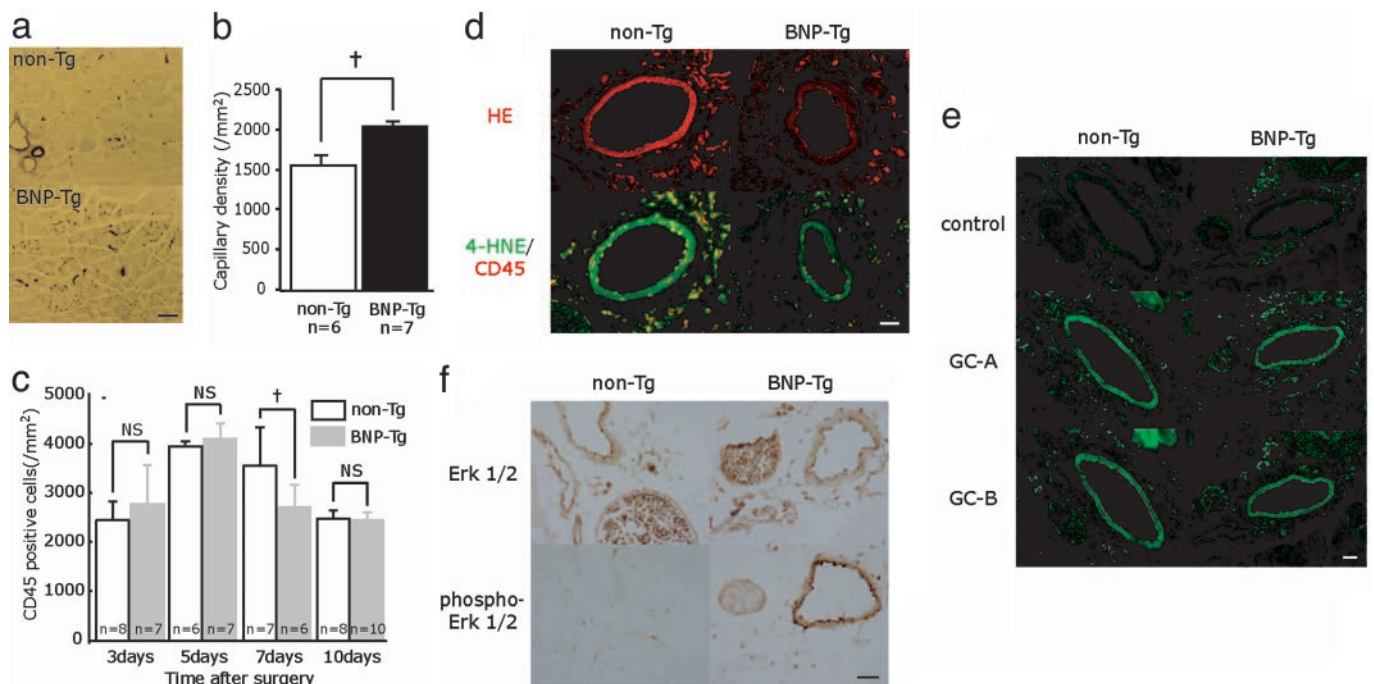 a
non-Tg
BNP-Tg
b
†
Capillary density (/mm²)
2500
2000
1500
1000
500
0
non-Tg BNP-Tg
n=6 n=7
c
CD45 positive cells(/mm²)
5000
4000
3000
2000
1000
0
NS
NS
†
NS
non-Tg
BNP-Tg
n=8 n=7 n=6 n=7 n=7 n=6 n=8 n=10
3days 5days 7days 10days
Time after surgery
d
non-Tg BNP-Tg
HE
4-HNE/
CD45
e
non-Tg BNP-Tg
control
GC-A
GC-B
f
non-Tg BNP-Tg
Erk 1/2
phospho-
Erk 1/2